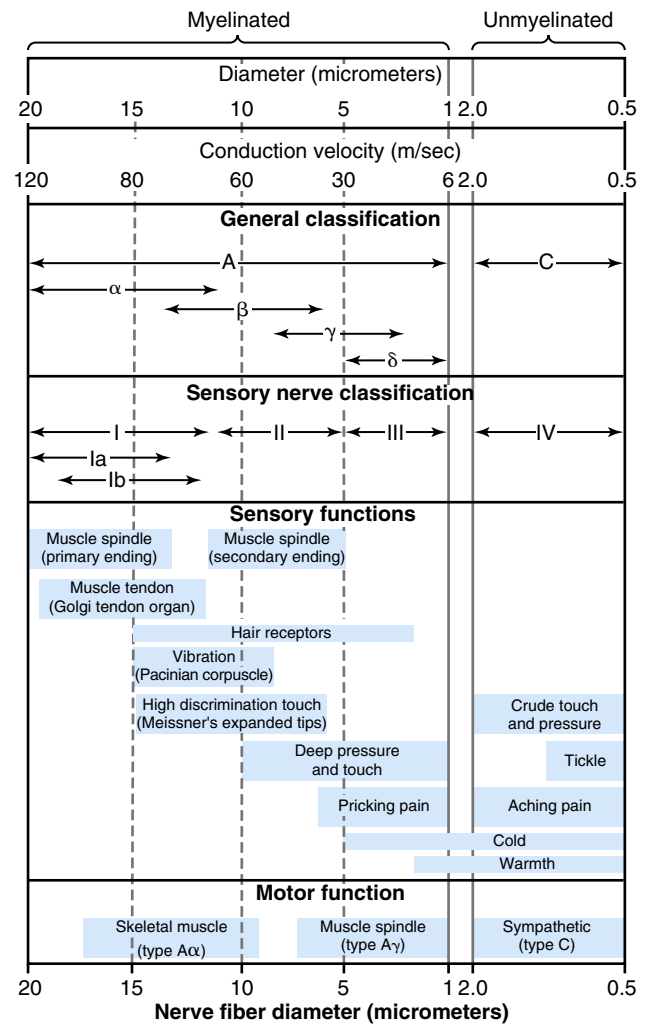 Myelinated Unmyelinated
Diameter (micrometers)
20 15 10 5 1 2.0 0.5
Conduction velocity (m/sec)
120 80 60 30 6 2.0 0.5
General classification
A C
α
β
γ
δ
Sensory nerve classification
I II III IV
Ia
Ib
Sensory functions
Muscle spindle
(primary ending)
Muscle spindle
(secondary ending)
Muscle tendon
(Golgi tendon organ)
Hair receptors
Vibration
(Pacinian corpuscle)
High discrimination touch
(Meissner's expanded tips)
Crude touch
and pressure
Deep pressure
and touch
Tickle
Pricking pain
Aching pain
Cold
Warmth
Motor function
Skeletal muscle
(type Aα)
Muscle spindle
(type Aγ)
Sympathetic
(type C)
20 15 10 5 1 2.0 0.5
Nerve fiber diameter (micrometers)